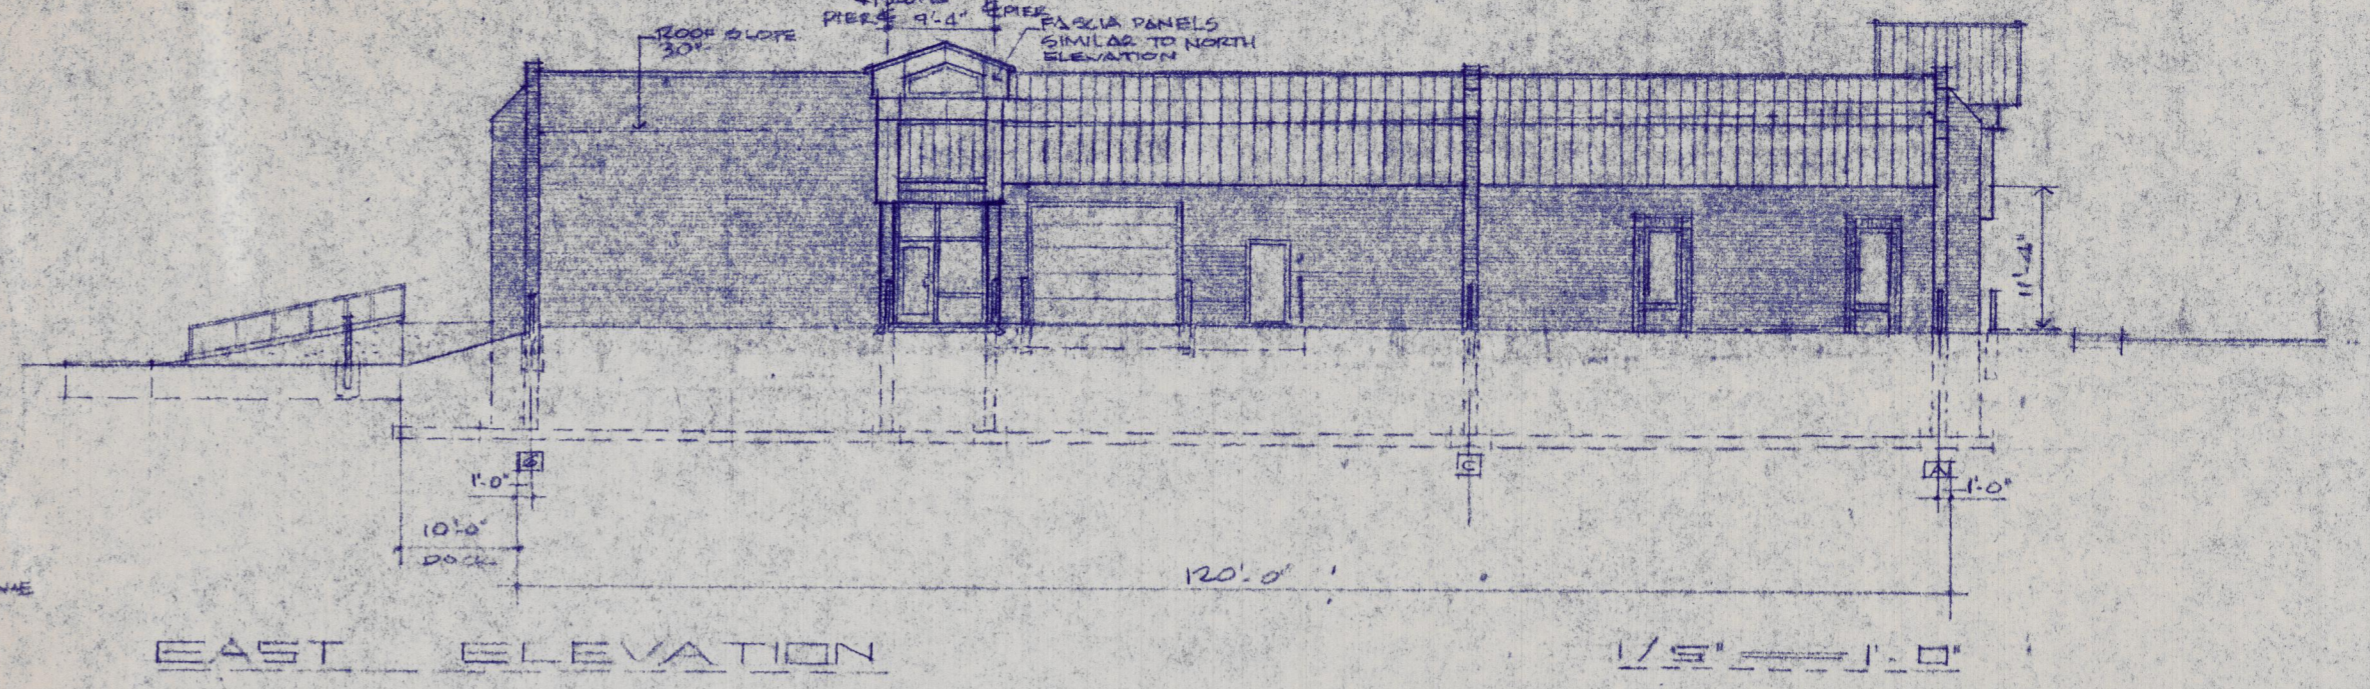 PIER ℄ 9'-4" ℄ PIER
FASCIA PANELS
SIMILAR TO NORTH
ELEVATION
ROOF SLOPE
30"
11'-4"
C
A
1'-0"
1'-0"
10'-0"
DOCK
120'-0"
EAST ELEVATION
1/8" = 1'-0"